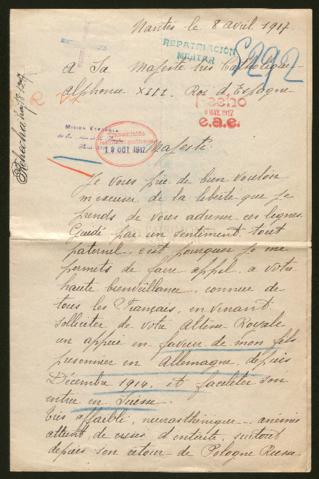 Nantes le 8 avril 1917
REPATRIACION
MILITAR
A Sa Majesté très Catholique
Alphonse XIII. Roi d'Espagne
Hecho
e.a.e.
19 OCT 1917
Majesté
Je Vous prie de bien vouloir
m'excuser de la liberté que je
prends de vous adresser ces lignes
Guidé par un sentiment tout
paternel, c'est pourquoi je me
permets de faire appel à votre
haute bienveillance, connue de
tous les Français, en venant
solliciter de votre Altesse Royale
un appui en faveur de mon fils
prisonnier en Allemagne, depuis
Décembre 1914, et faciliter son
entrée en Suisse.
très affaibli, neurasthénique, anémié
atteint de crises d'entérite, surtout
depuis son retour de Pologne Russe